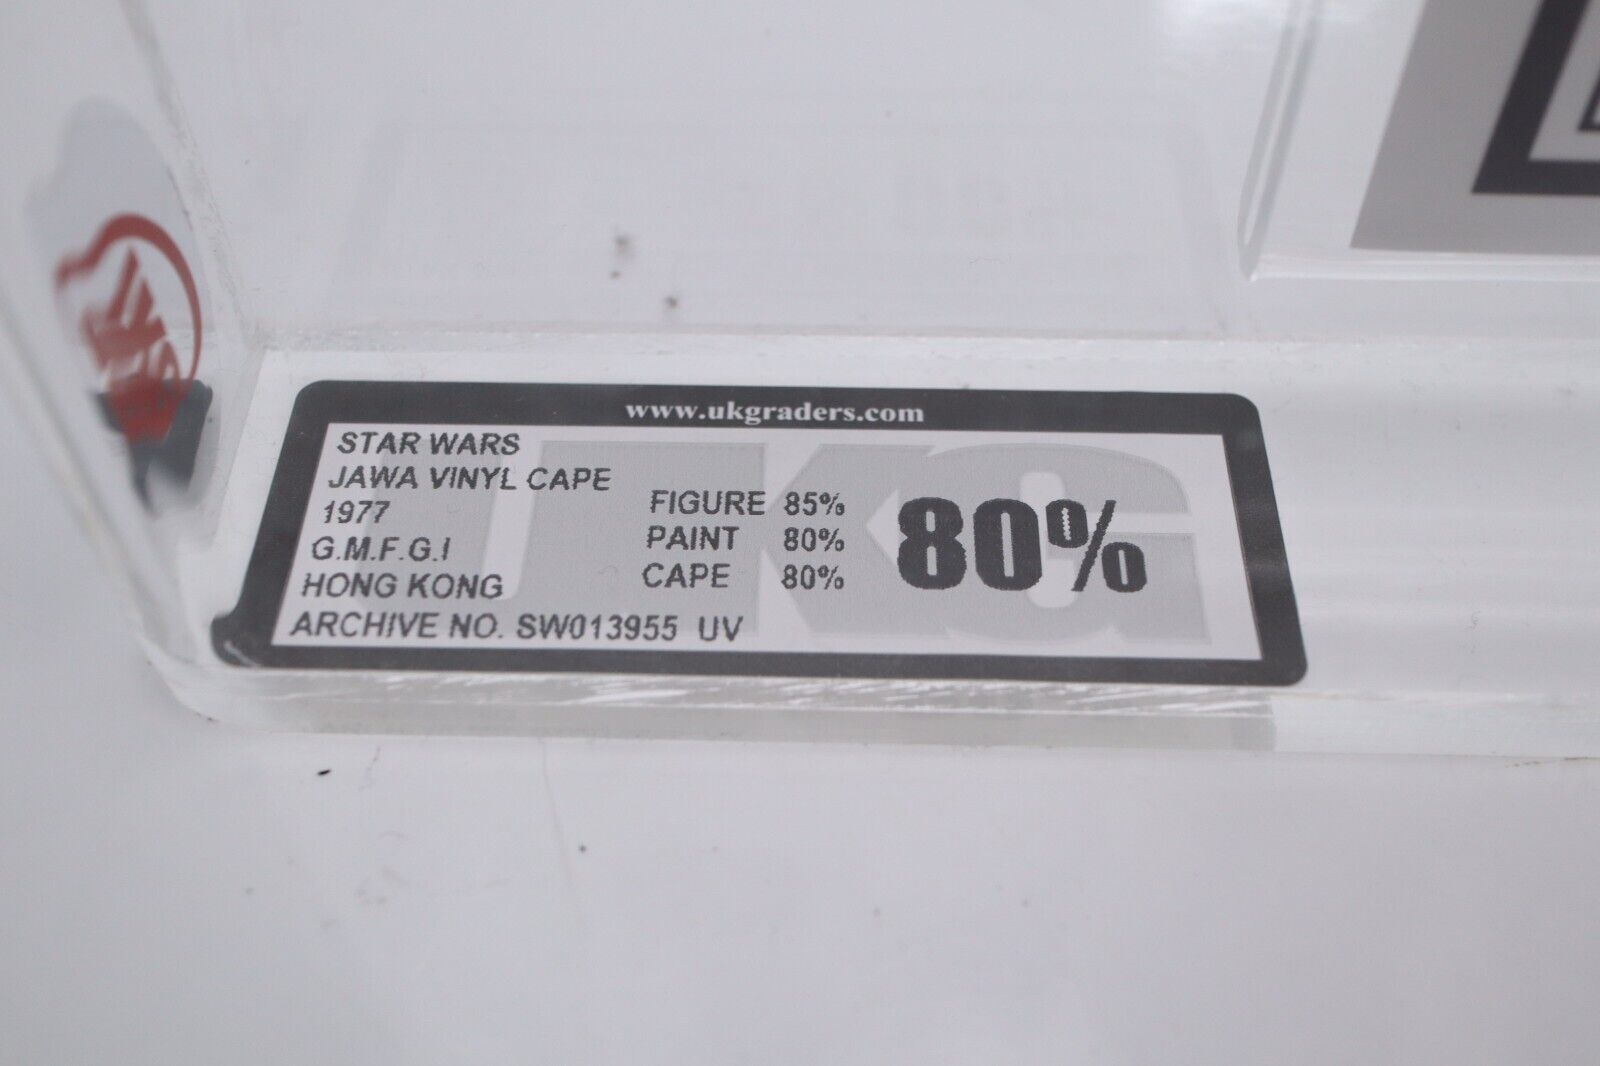 www.ukgraders.com
STAR WARS
JAWA VINYL CAPE
1977
G.M.F.G.I
HONG KONG
ARCHIVE NO. SW013955 UV
FIGURE 85%
PAINT 80%
CAPE 80%
80%
UKG